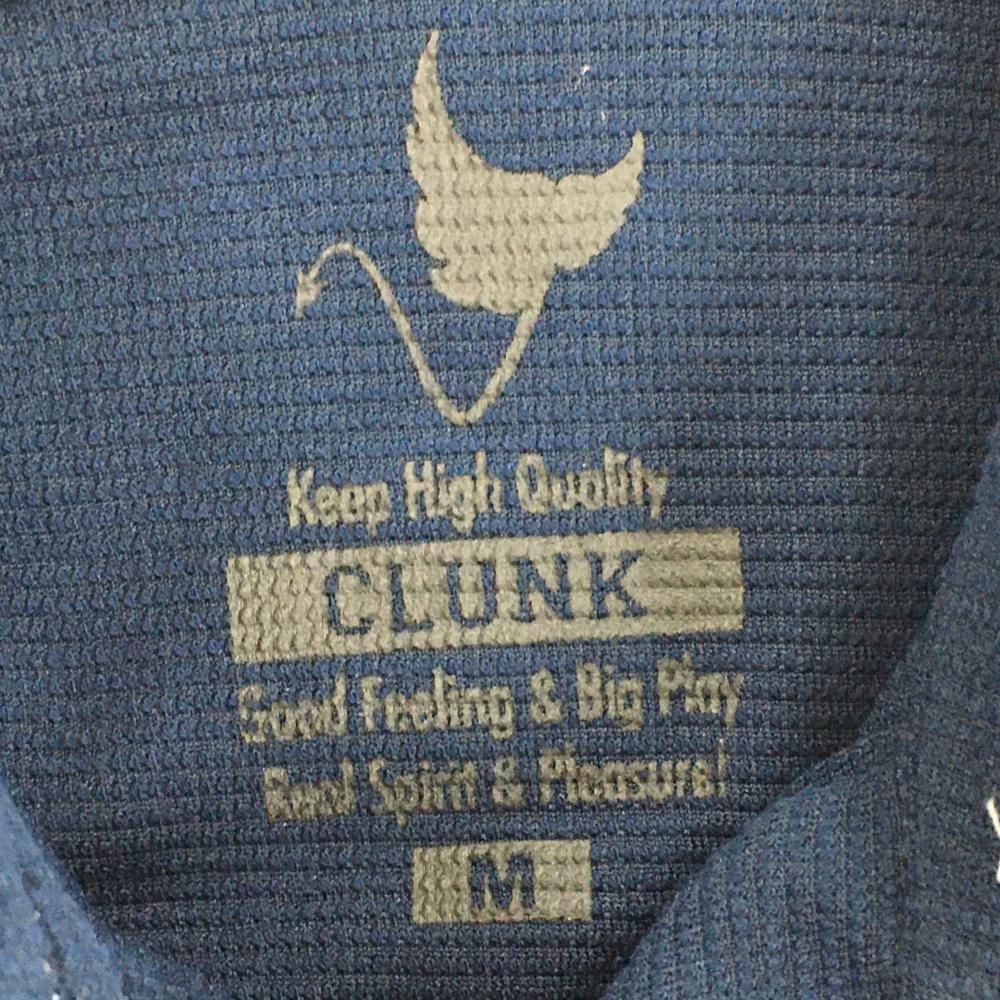 Keep High Quality
CLUNK
Good Feeling & Big Play
Real Spirit & Pleasure!
M